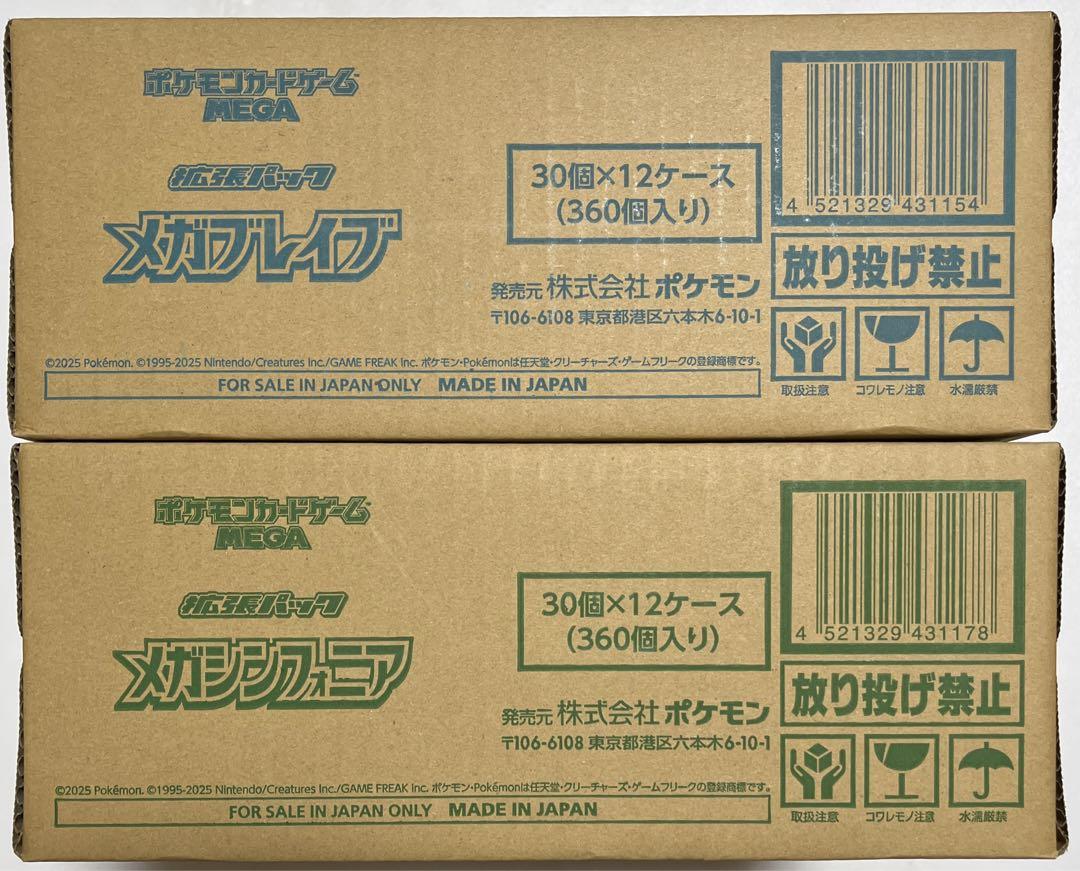 ポケモンカードゲーム
MEGA
拡張パック
メガブレイブ
30個×12ケース
(360個入り)
発売元 株式会社 ポケモン
〒106-6108 東京都港区六本木6-10-1
©2025 Pokémon. ©1995-2025 Nintendo/Creatures Inc./GAME FREAK Inc. ポケモン・Pokémonは任天堂・クリーチャーズ・ゲームフリークの登録商標です。
FOR SALE IN JAPAN ONLY MADE IN JAPAN
4 521329 431154
放り投げ禁止
取扱注意 コワレモノ注意 水濡厳禁
ポケモンカードゲーム
MEGA
拡張パック
メガシンフォニア
30個×12ケース
(360個入り)
発売元 株式会社 ポケモン
〒106-6108 東京都港区六本木6-10-1
©2025 Pokémon. ©1995-2025 Nintendo/Creatures Inc./GAME FREAK Inc. ポケモン・Pokémonは任天堂・クリーチャーズ・ゲームフリークの登録商標です。
FOR SALE IN JAPAN ONLY MADE IN JAPAN
4 521329 431178
放り投げ禁止
取扱注意 コワレモノ注意 水濡厳禁